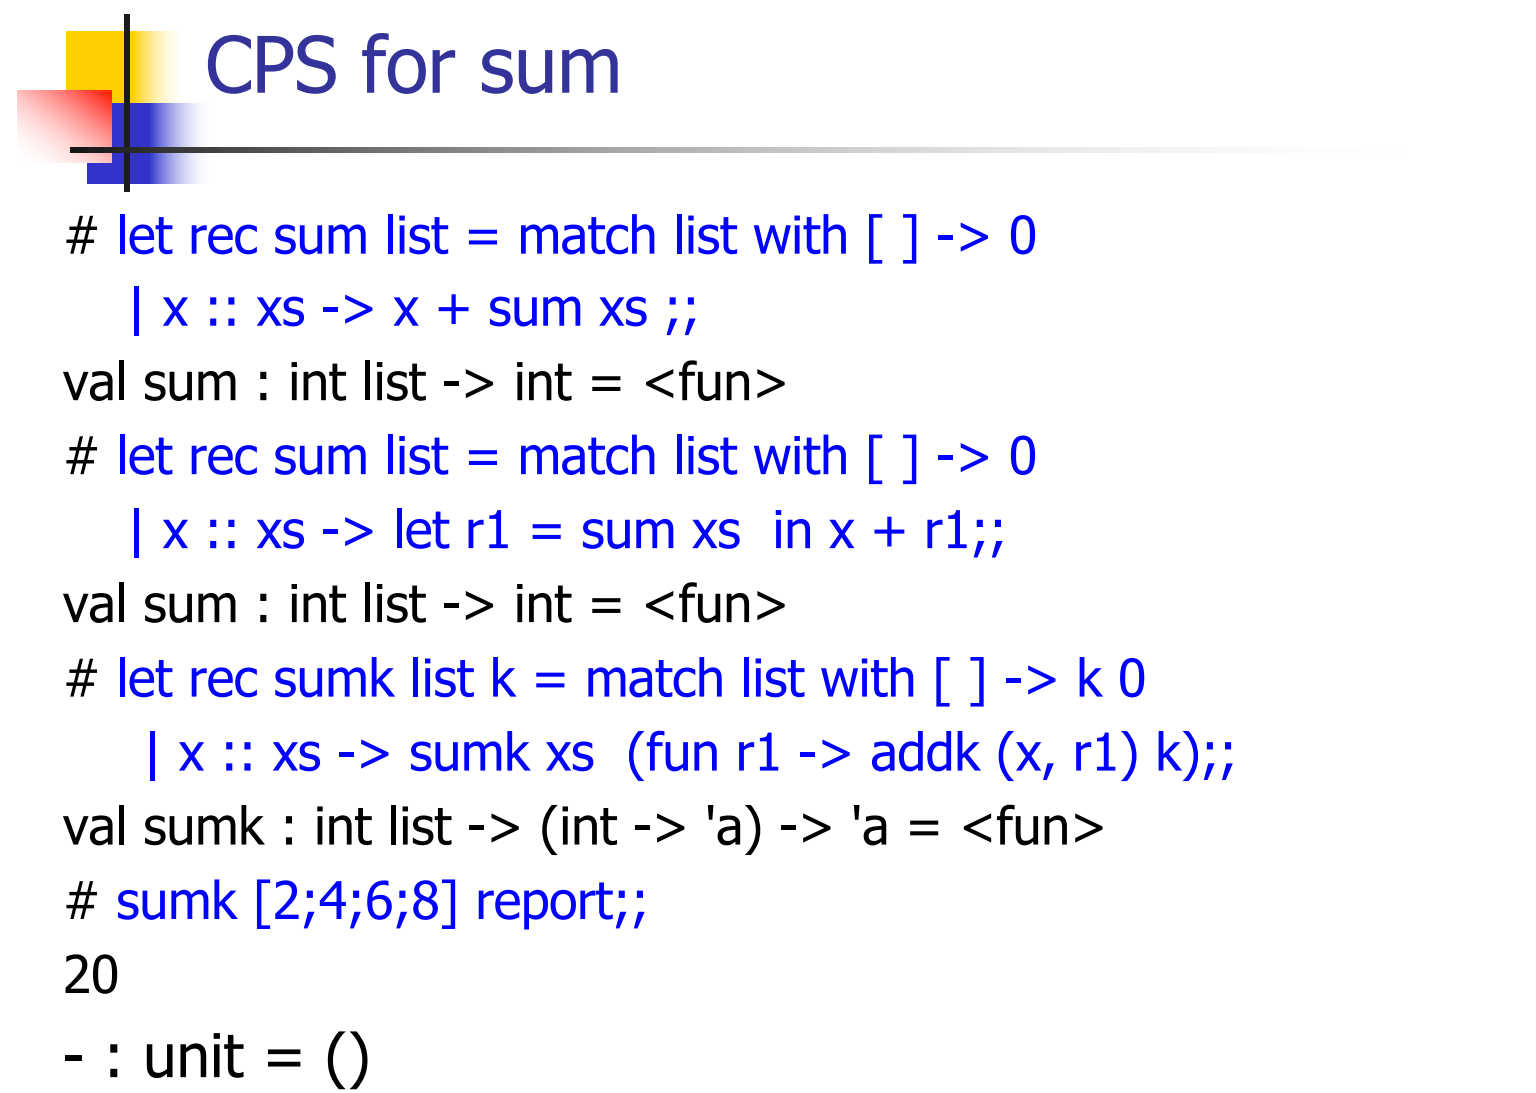 CPS for sum
# let rec sum list = match list with [ ] -> 0
| x :: xs -> x + sum xs ;;
val sum : int list -> int = <fun>
# let rec sum list = match list with [ ] -> 0
| x :: xs -> let r1 = sum xs  in x + r1;;
val sum : int list -> int = <fun>
# let rec sumk list k = match list with [ ] -> k 0
| x :: xs -> sumk xs  (fun r1 -> addk (x, r1) k);;
val sumk : int list -> (int -> 'a) -> 'a = <fun>
# sumk [2;4;6;8] report;;
20
- : unit = ()